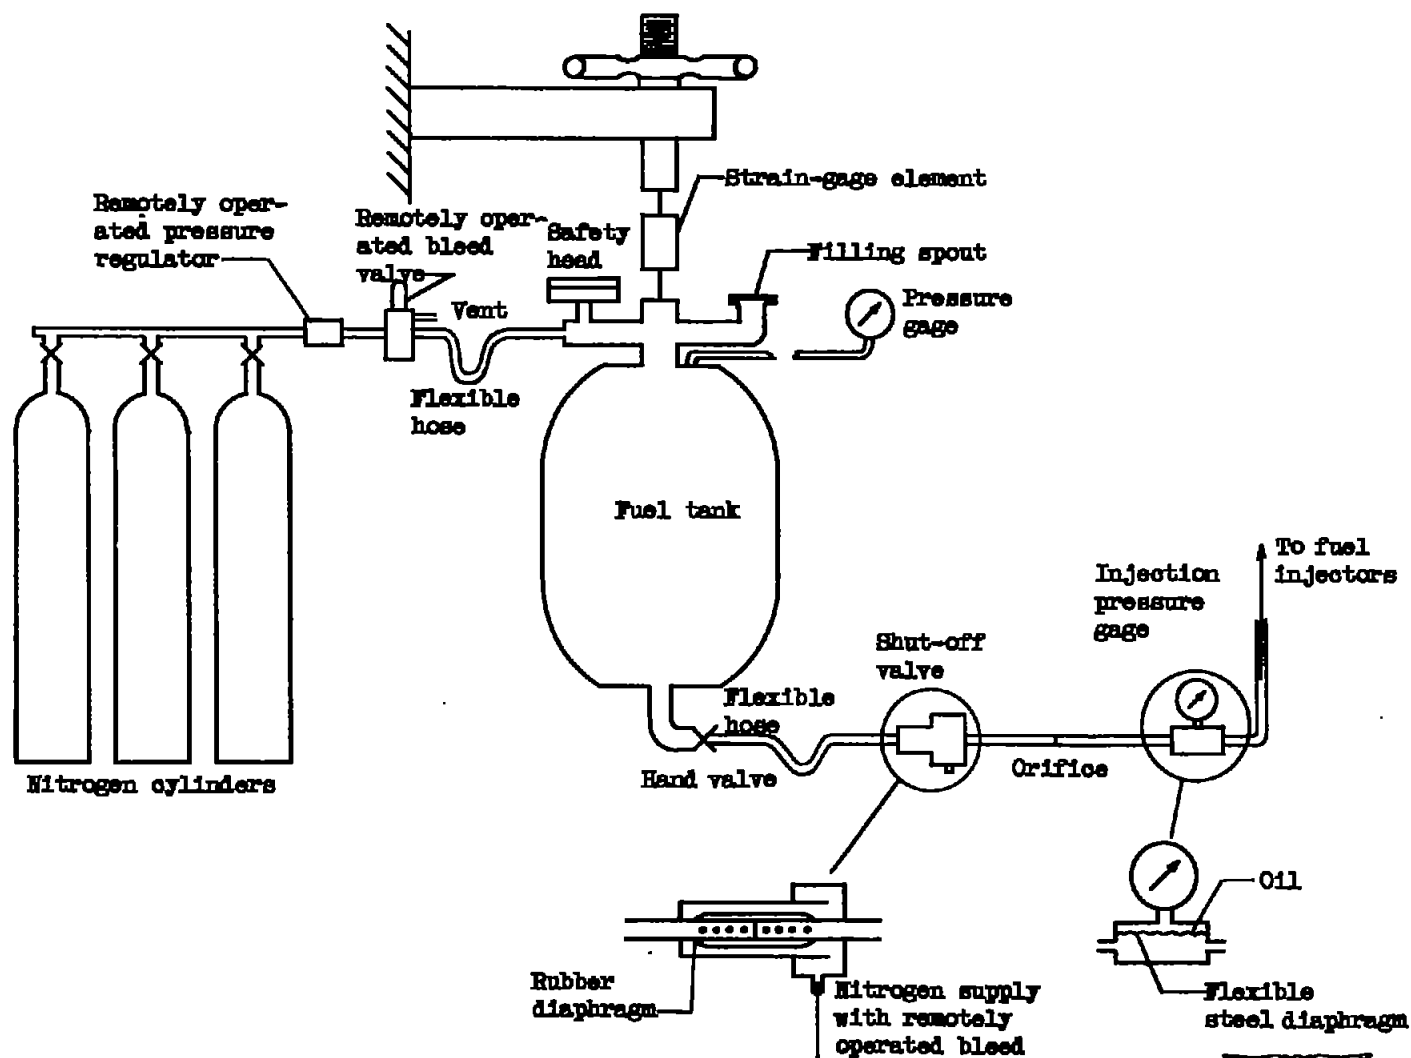 Strain-gage element
Remotely oper-
ated pressure
regulator
Remotely oper-
ated bleed
valve
Safety
head
Filling spout
Vent
Pressure
gage
Flexible
hose
Fuel tank
To fuel
injectors
Injection
pressure
gage
Shut-off
valve
Flexible
hose
Hand valve
Orifice
Nitrogen cylinders
Oil
Rubber
diaphragm
Nitrogen supply
with remotely
operated bleed
Flexible
steel diaphragm